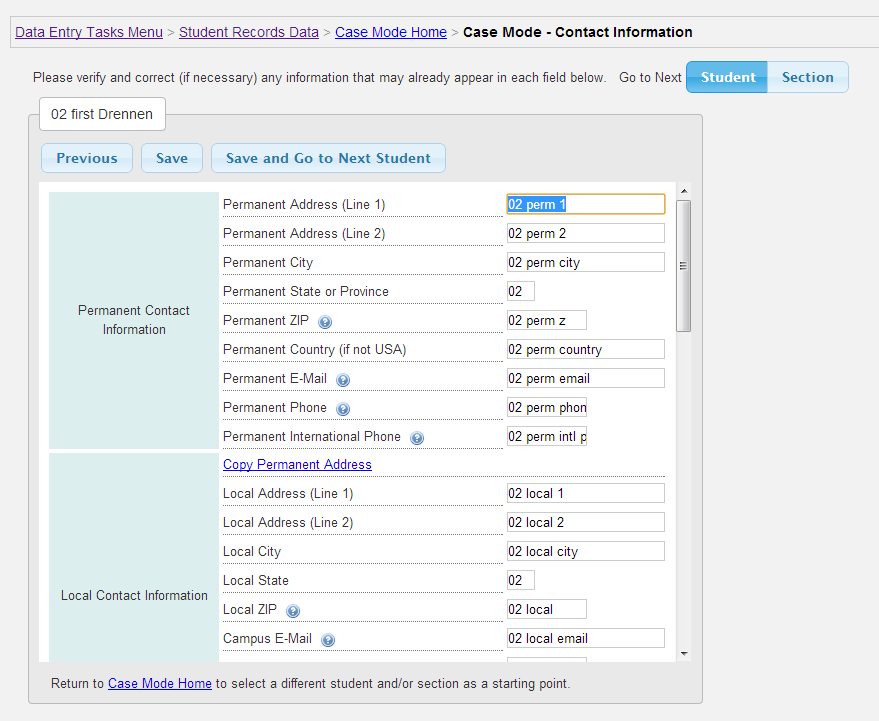 Data Entry Tasks Menu > Student Records Data > Case Mode Home > Case Mode - Contact Information
Please verify and correct (if necessary) any information that may already appear in each field below. Go to Next Student Section
02 first Drennen
Previous Save Save and Go to Next Student
Permanent Contact Information
Permanent Address (Line 1) 02 perm 1
Permanent Address (Line 2) 02 perm 2
Permanent City 02 perm city
Permanent State or Province 02
Permanent ZIP 02 perm z
Permanent Country (if not USA) 02 perm country
Permanent E-Mail 02 perm email
Permanent Phone 02 perm phon
Permanent International Phone 02 perm intl p
Local Contact Information
Copy Permanent Address
Local Address (Line 1) 02 local 1
Local Address (Line 2) 02 local 2
Local City 02 local city
Local State 02
Local ZIP 02 local
Campus E-Mail 02 local email
Return to Case Mode Home to select a different student and/or section as a starting point.